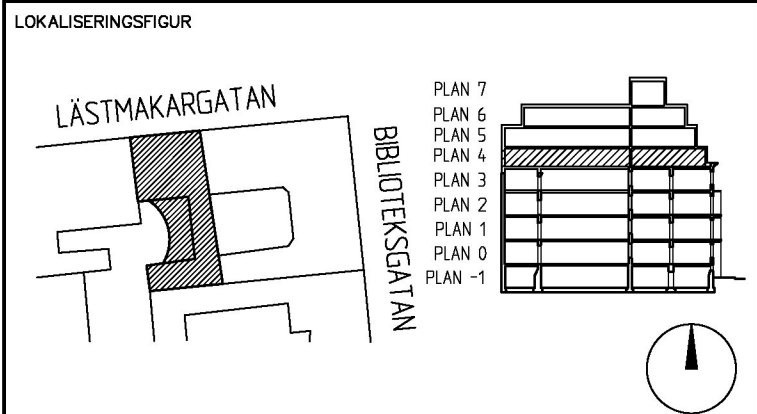 LOKALISERINGSFIGUR
LÄSTMAKARGATAN
BIBLIOTEKSGATAN
PLAN 7
PLAN 6
PLAN 5
PLAN 4
PLAN 3
PLAN 2
PLAN 1
PLAN 0
PLAN -1